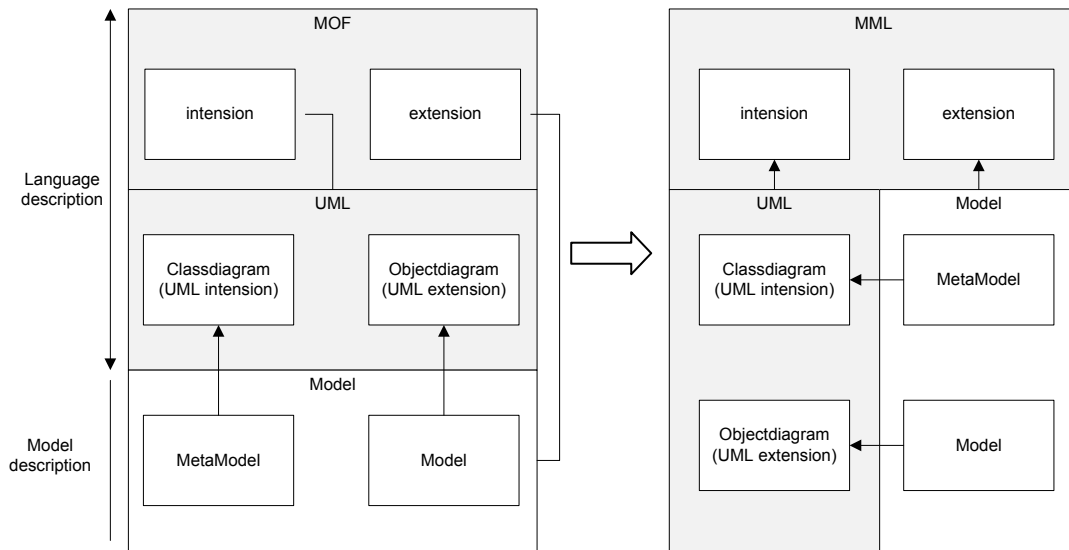 MOF
intension
extension
Language
description
UML
Classdiagram
(UML intension)
Objectdiagram
(UML extension)
Model
Model
description
MetaModel
Model
MML
intension
extension
UML
Model
Classdiagram
(UML intension)
MetaModel
Objectdiagram
(UML extension)
Model